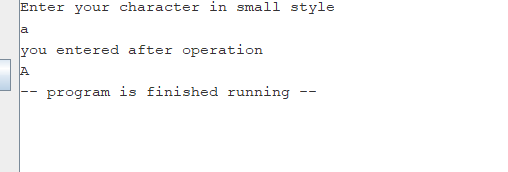 Enter your character in small style
a
you entered after operation
A
-- program is finished running --